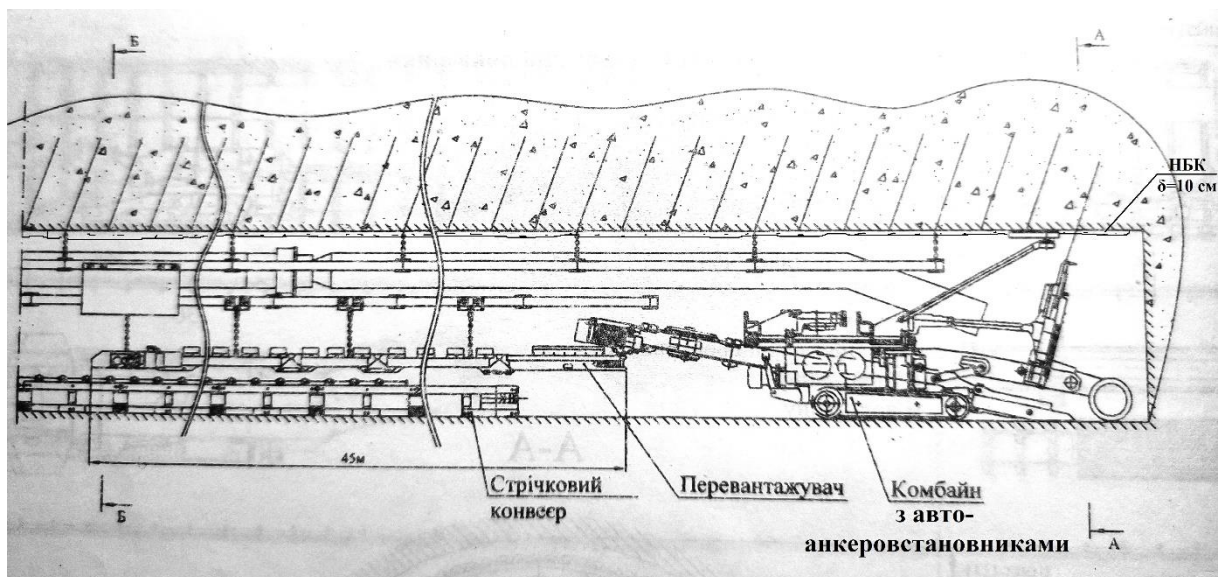 Б
А
НБК
δ=10 см
45м
Стрічковий
конвеєр
Перевантажувач
Комбайн
з авто-
анкеровстановниками
Б
А